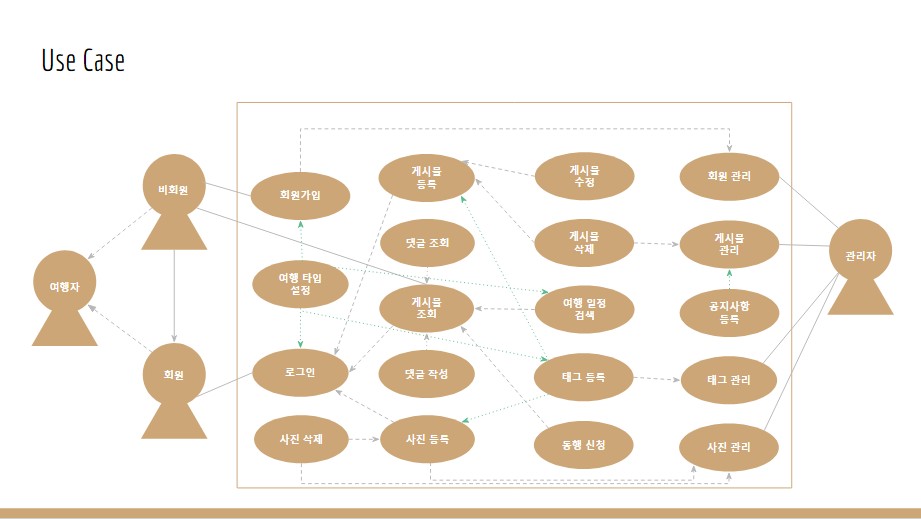 Use Case
비회원
여행자
회원
회원가입
여행 타입
설정
로그인
사진 삭제
게시물
등록
댓글 조회
게시물
조회
댓글 작성
사진 등록
게시물
수정
게시물
삭제
여행 일정
검색
태그 등록
동행 신청
회원 관리
게시물
관리
공지사항
등록
태그 관리
사진 관리
관리자